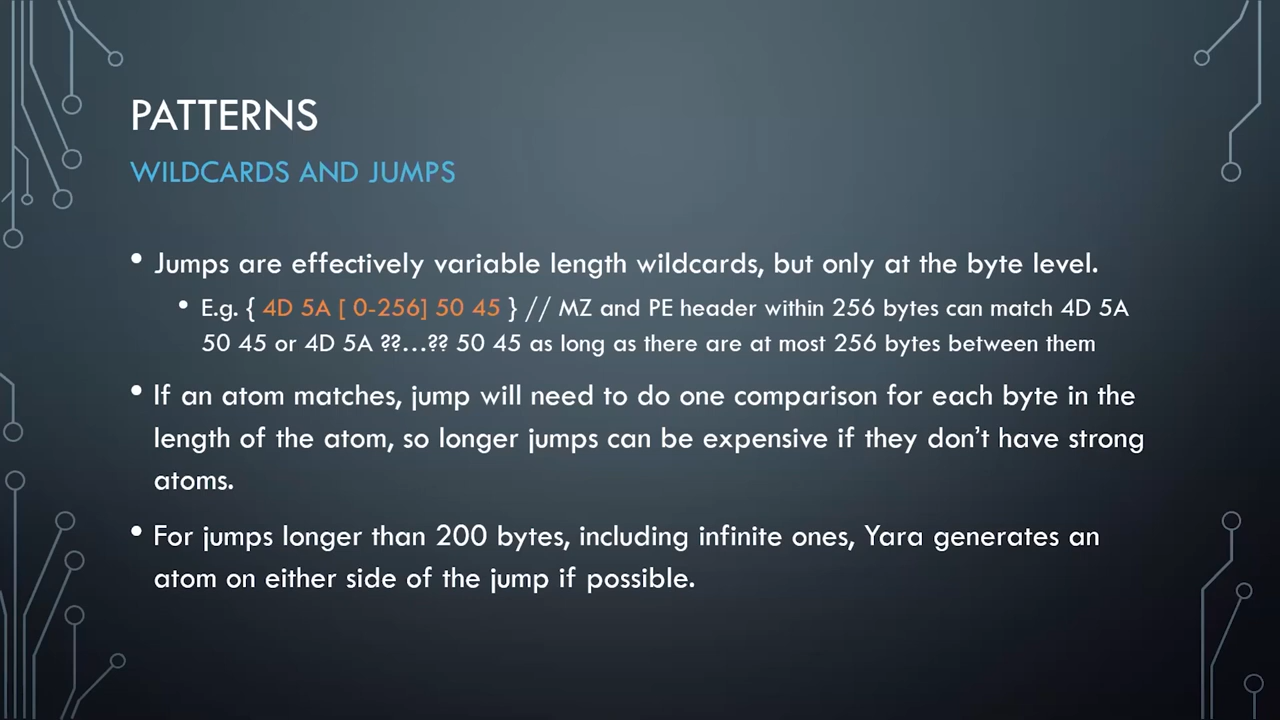 PATTERNS
WILDCARDS AND JUMPS
• Jumps are effectively variable length wildcards, but only at the byte level.
• E.g. { 4D 5A [ 0-256] 50 45 } // MZ and PE header within 256 bytes can match 4D 5A
50 45 or 4D 5A ??...?? 50 45 as long as there are at most 256 bytes between them
• If an atom matches, jump will need to do one comparison for each byte in the
length of the atom, so longer jumps can be expensive if they don't have strong
atoms.
• For jumps longer than 200 bytes, including infinite ones, Yara generates an
atom on either side of the jump if possible.